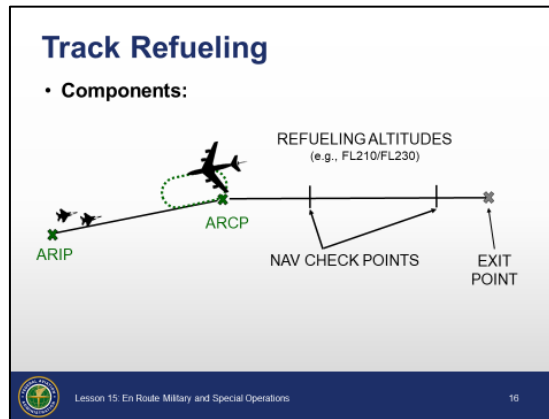 Track Refueling
• Components:
REFUELING ALTITUDES
(e.g., FL210/FL230)
ARCP
ARIP
NAV CHECK POINTS
EXIT
POINT
Lesson 15: En Route Military and Special Operations
16